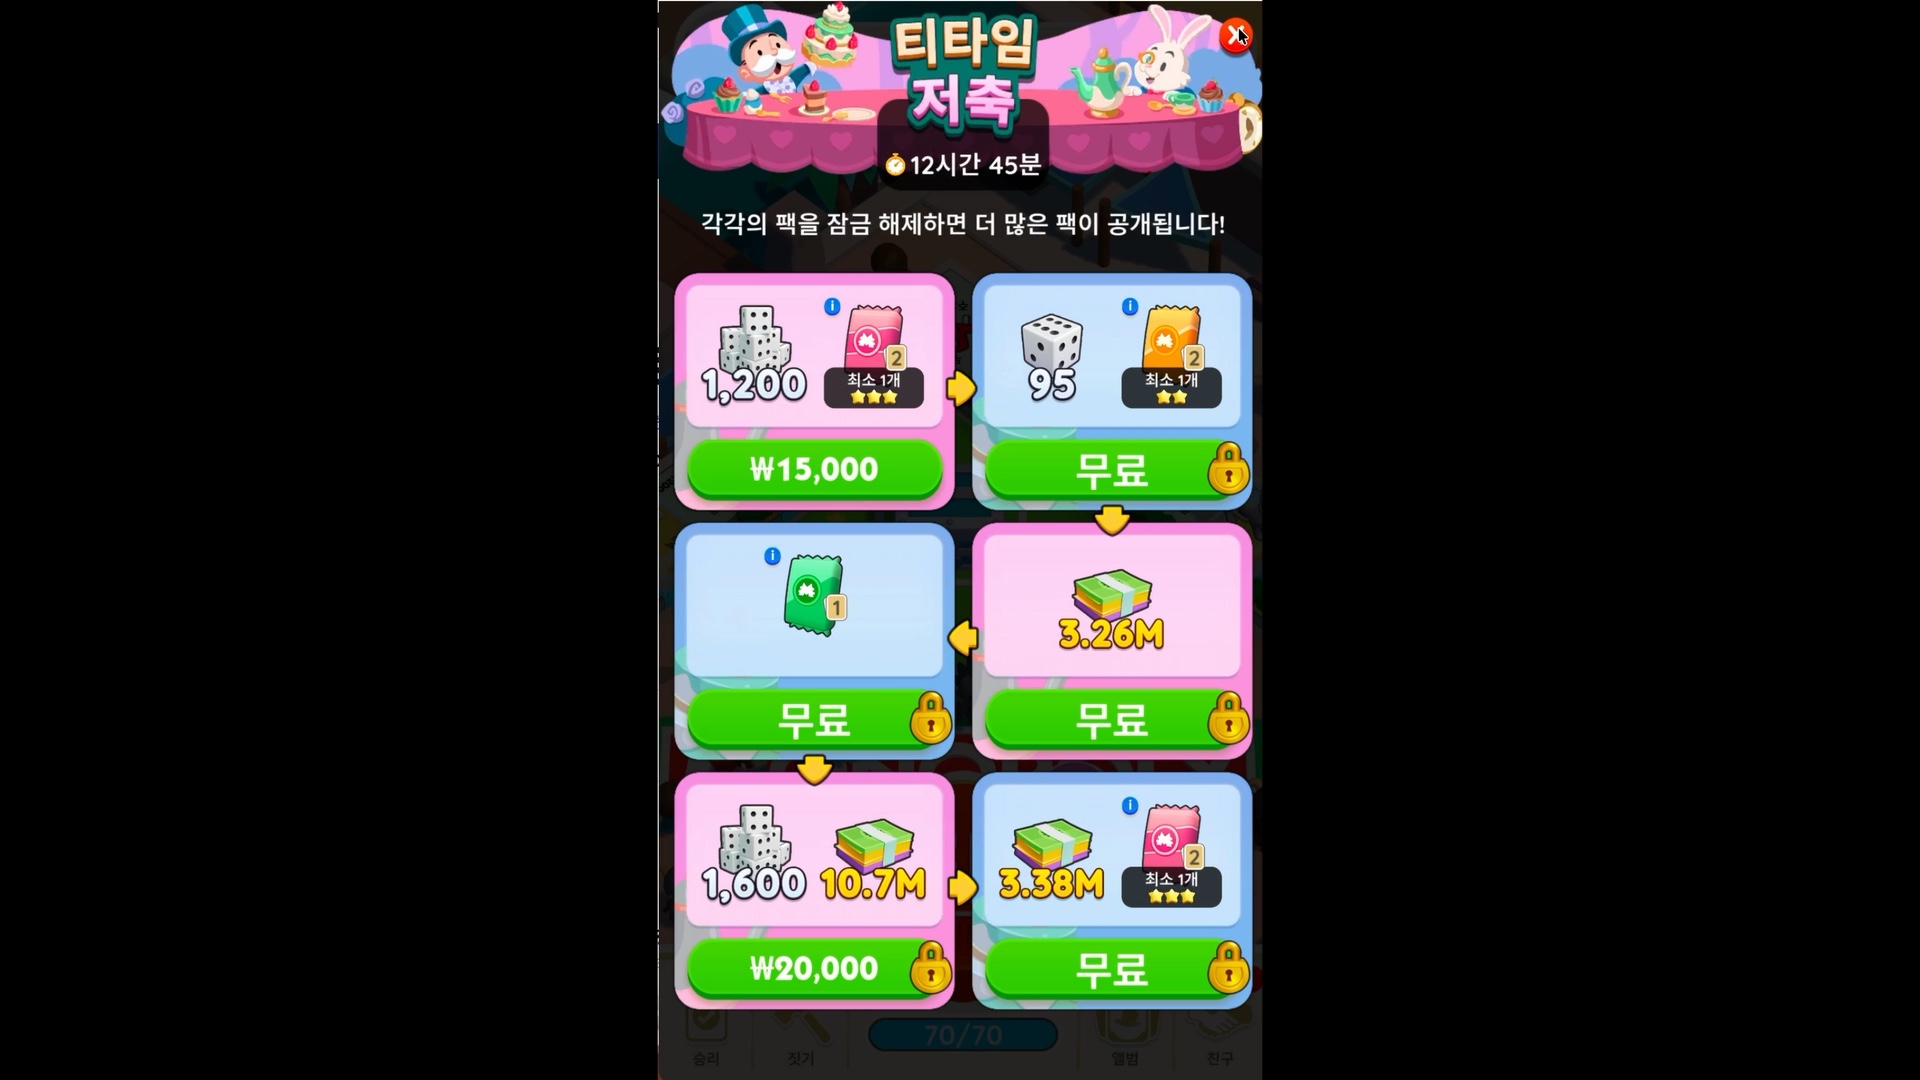 티타임
저축
12시간 45분
각각의 팩을 잠금 해제하면 더 많은 팩이 공개됩니다!
1,200
2
최소 1개
₩15,000
95
2
최소 1개
무료
1
무료
3.26M
무료
1,600
10.7M
₩20,000
3.38M
2
최소 1개
무료
70/70
승리
짓기
앨범
친구